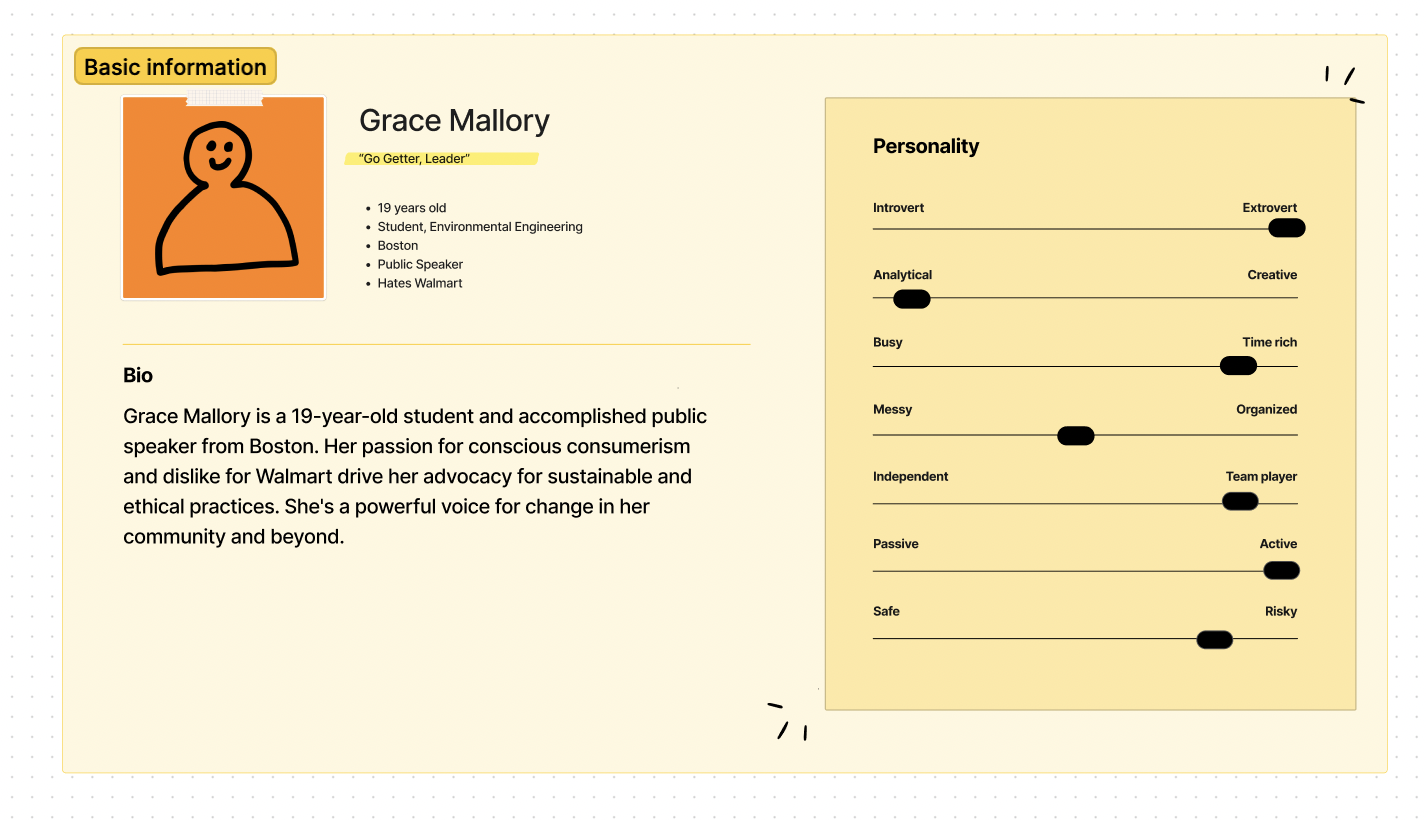 Basic information
Grace Mallory
“Go Getter, Leader”
• 19 years old
• Student, Environmental Engineering
• Boston
• Public Speaker
• Hates Walmart
Bio
Grace Mallory is a 19-year-old student and accomplished public
speaker from Boston. Her passion for conscious consumerism
and dislike for Walmart drive her advocacy for sustainable and
ethical practices. She's a powerful voice for change in her
community and beyond.
Personality
Introvert Extrovert
Analytical Creative
Busy Time rich
Messy Organized
Independent Team player
Passive Active
Safe Risky